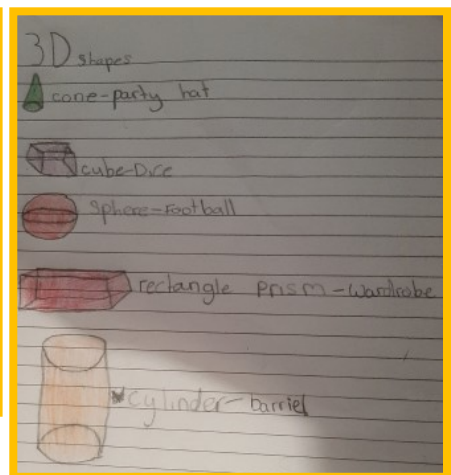 3D shapes
cone-party hat
cube-Dice
Sphere-Football
rectangle prism-wardrobe
cylinder-barriel